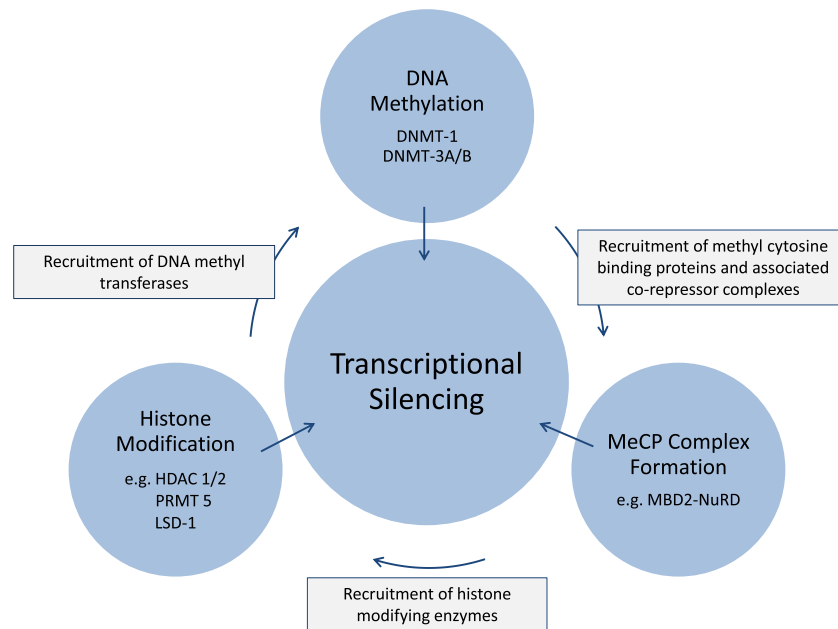 DNA
Methylation
DNMT-1
DNMT-3A/B
Recruitment of DNA methyl
transferases
Recruitment of methyl cytosine
binding proteins and associated
co-repressor complexes
Transcriptional
Silencing
Histone
Modification
e.g. HDAC 1/2
PRMT 5
LSD-1
MeCP Complex
Formation
e.g. MBD2-NuRD
Recruitment of histone
modifying enzymes